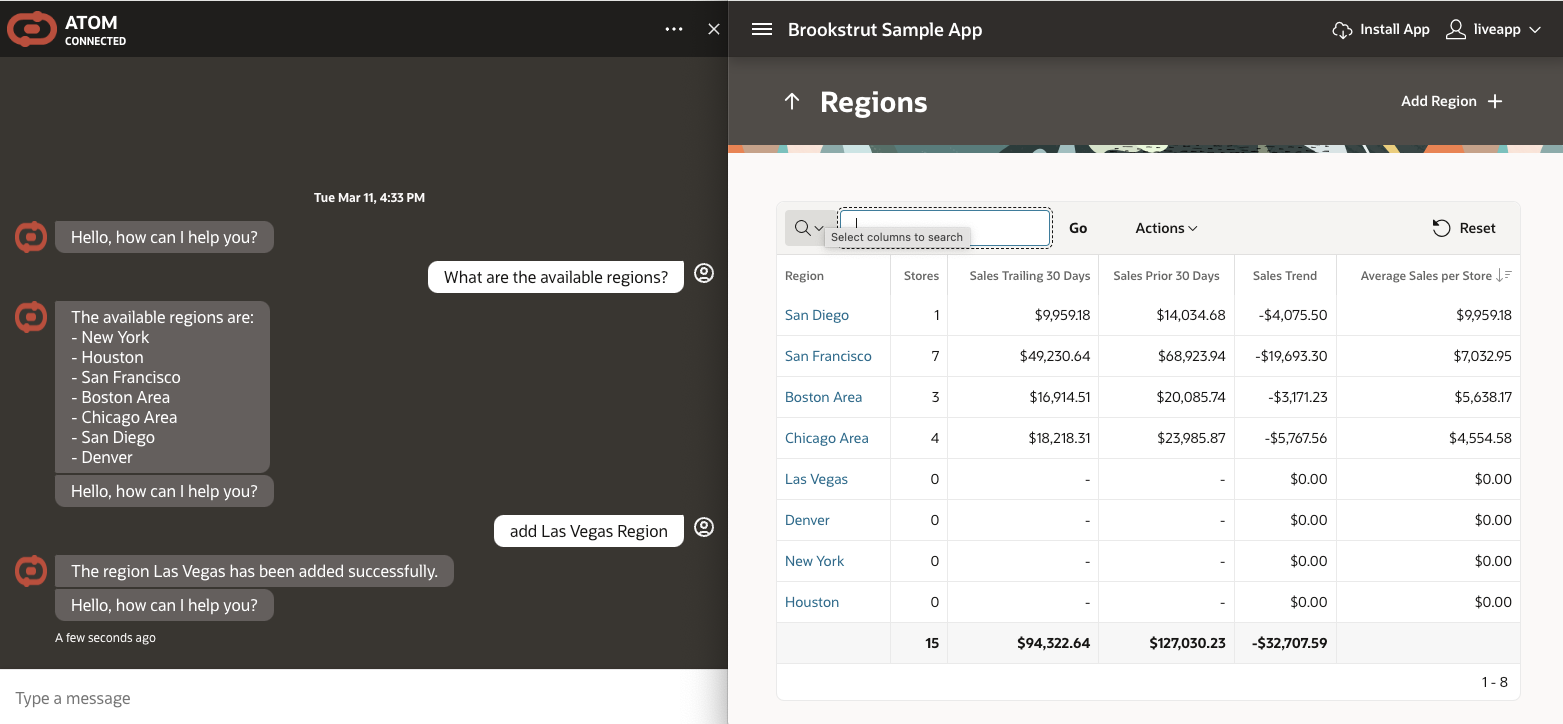 ATOM
CONNECTED
Tue Mar 11, 4:33 PM
Hello, how can I help you?
What are the available regions?
The available regions are:
- New York
- Houston
- San Francisco
- Boston Area
- Chicago Area
- San Diego
- Denver
Hello, how can I help you?
add Las Vegas Region
The region Las Vegas has been added successfully.
Hello, how can I help you?
A few seconds ago
Type a message
Brookstrut Sample App
Install App
liveapp
Regions
Add Region
Go
Actions
Reset
Select columns to search
Region Stores Sales Trailing 30 Days Sales Prior 30 Days Sales Trend Average Sales per Store
San Diego 1 $9,959.18 $14,034.68 -$4,075.50 $9,959.18
San Francisco 7 $49,230.64 $68,923.94 -$19,693.30 $7,032.95
Boston Area 3 $16,914.51 $20,085.74 -$3,171.23 $5,638.17
Chicago Area 4 $18,218.31 $23,985.87 -$5,767.56 $4,554.58
Las Vegas 0 - - $0.00 $0.00
Denver 0 - - $0.00 $0.00
New York 0 - - $0.00 $0.00
Houston 0 - - $0.00 $0.00
15 $94,322.64 $127,030.23 -$32,707.59
1 - 8